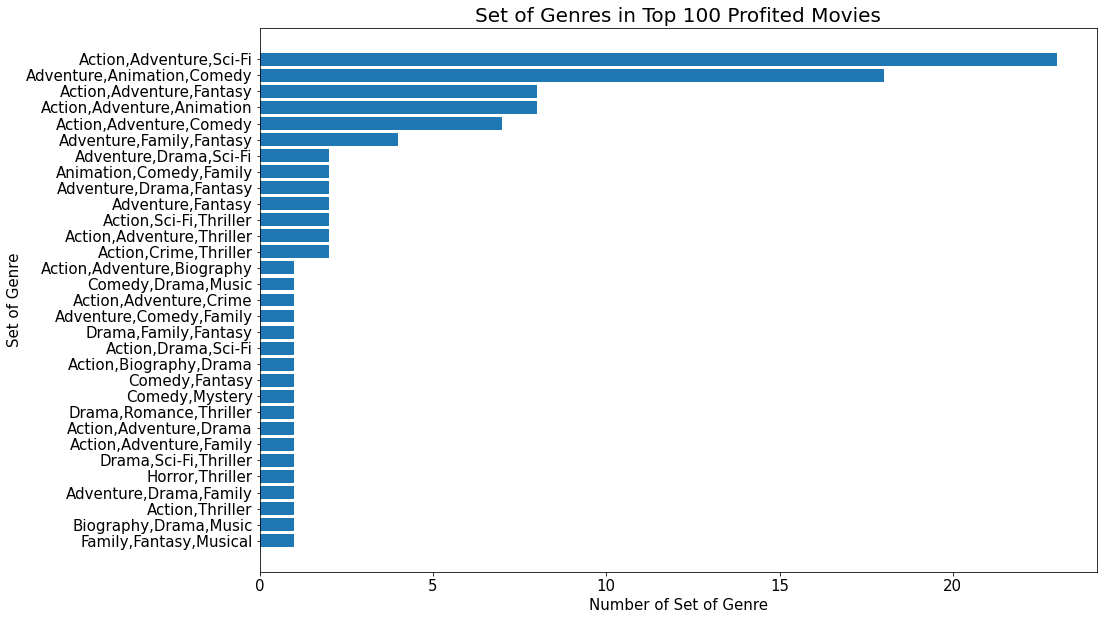 Set of Genres in Top 100 Profited Movies
Set of Genre
Action,Adventure,Sci-Fi
Adventure,Animation,Comedy
Action,Adventure,Fantasy
Action,Adventure,Animation
Action,Adventure,Comedy
Adventure,Family,Fantasy
Adventure,Drama,Sci-Fi
Animation,Comedy,Family
Adventure,Drama,Fantasy
Adventure,Fantasy
Action,Sci-Fi,Thriller
Action,Adventure,Thriller
Action,Crime,Thriller
Action,Adventure,Biography
Comedy,Drama,Music
Action,Adventure,Crime
Adventure,Comedy,Family
Drama,Family,Fantasy
Action,Drama,Sci-Fi
Action,Biography,Drama
Comedy,Fantasy
Comedy,Mystery
Drama,Romance,Thriller
Action,Adventure,Drama
Action,Adventure,Family
Drama,Sci-Fi,Thriller
Horror,Thriller
Adventure,Drama,Family
Action,Thriller
Biography,Drama,Music
Family,Fantasy,Musical
0 5 10 15 20
Number of Set of Genre